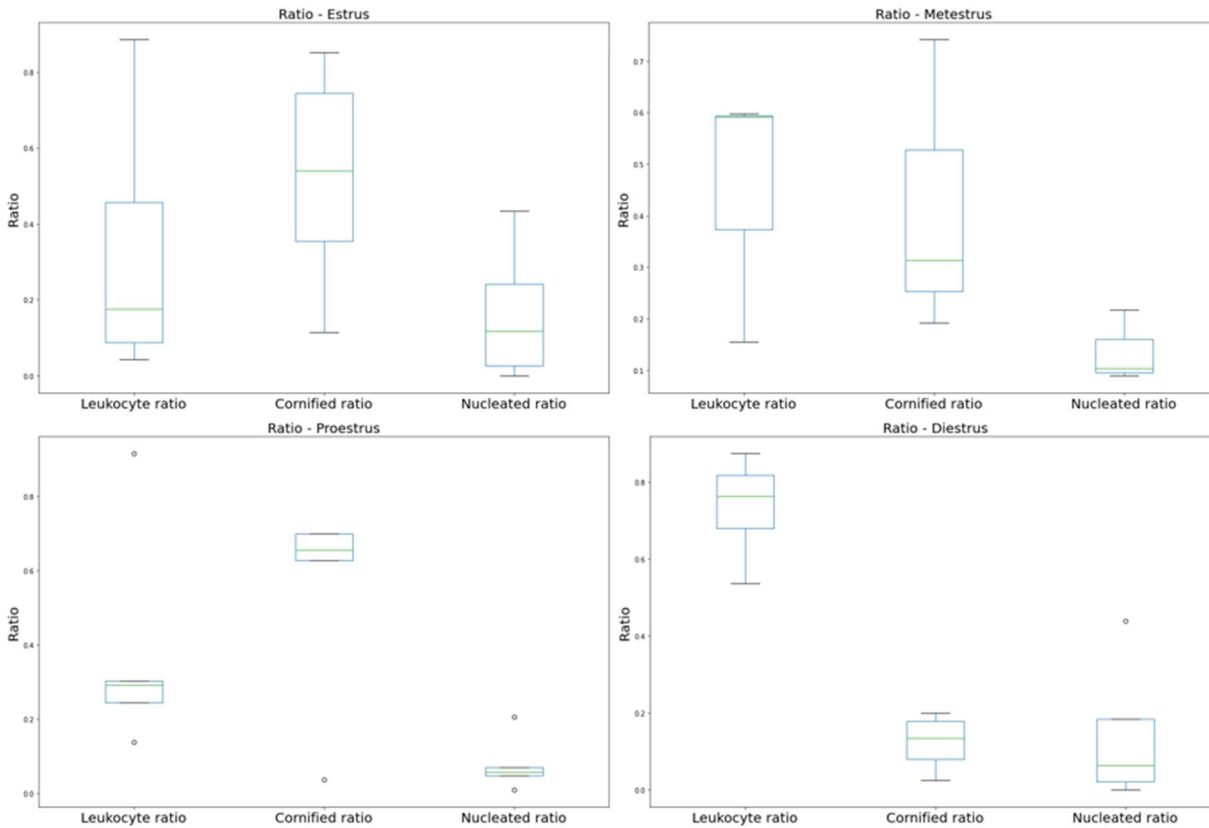 Ratio - Estrus
Ratio
0.8
0.6
0.4
0.2
0.0
Leukocyte ratio Cornified ratio Nucleated ratio
Ratio - Metestrus
Ratio
0.7
0.6
0.5
0.4
0.3
0.2
0.1
Leukocyte ratio Cornified ratio Nucleated ratio
Ratio - Proestrus
Ratio
0.8
0.6
0.4
0.2
0.0
Leukocyte ratio Cornified ratio Nucleated ratio
Ratio - Diestrus
Ratio
0.8
0.6
0.4
0.2
0.0
Leukocyte ratio Cornified ratio Nucleated ratio